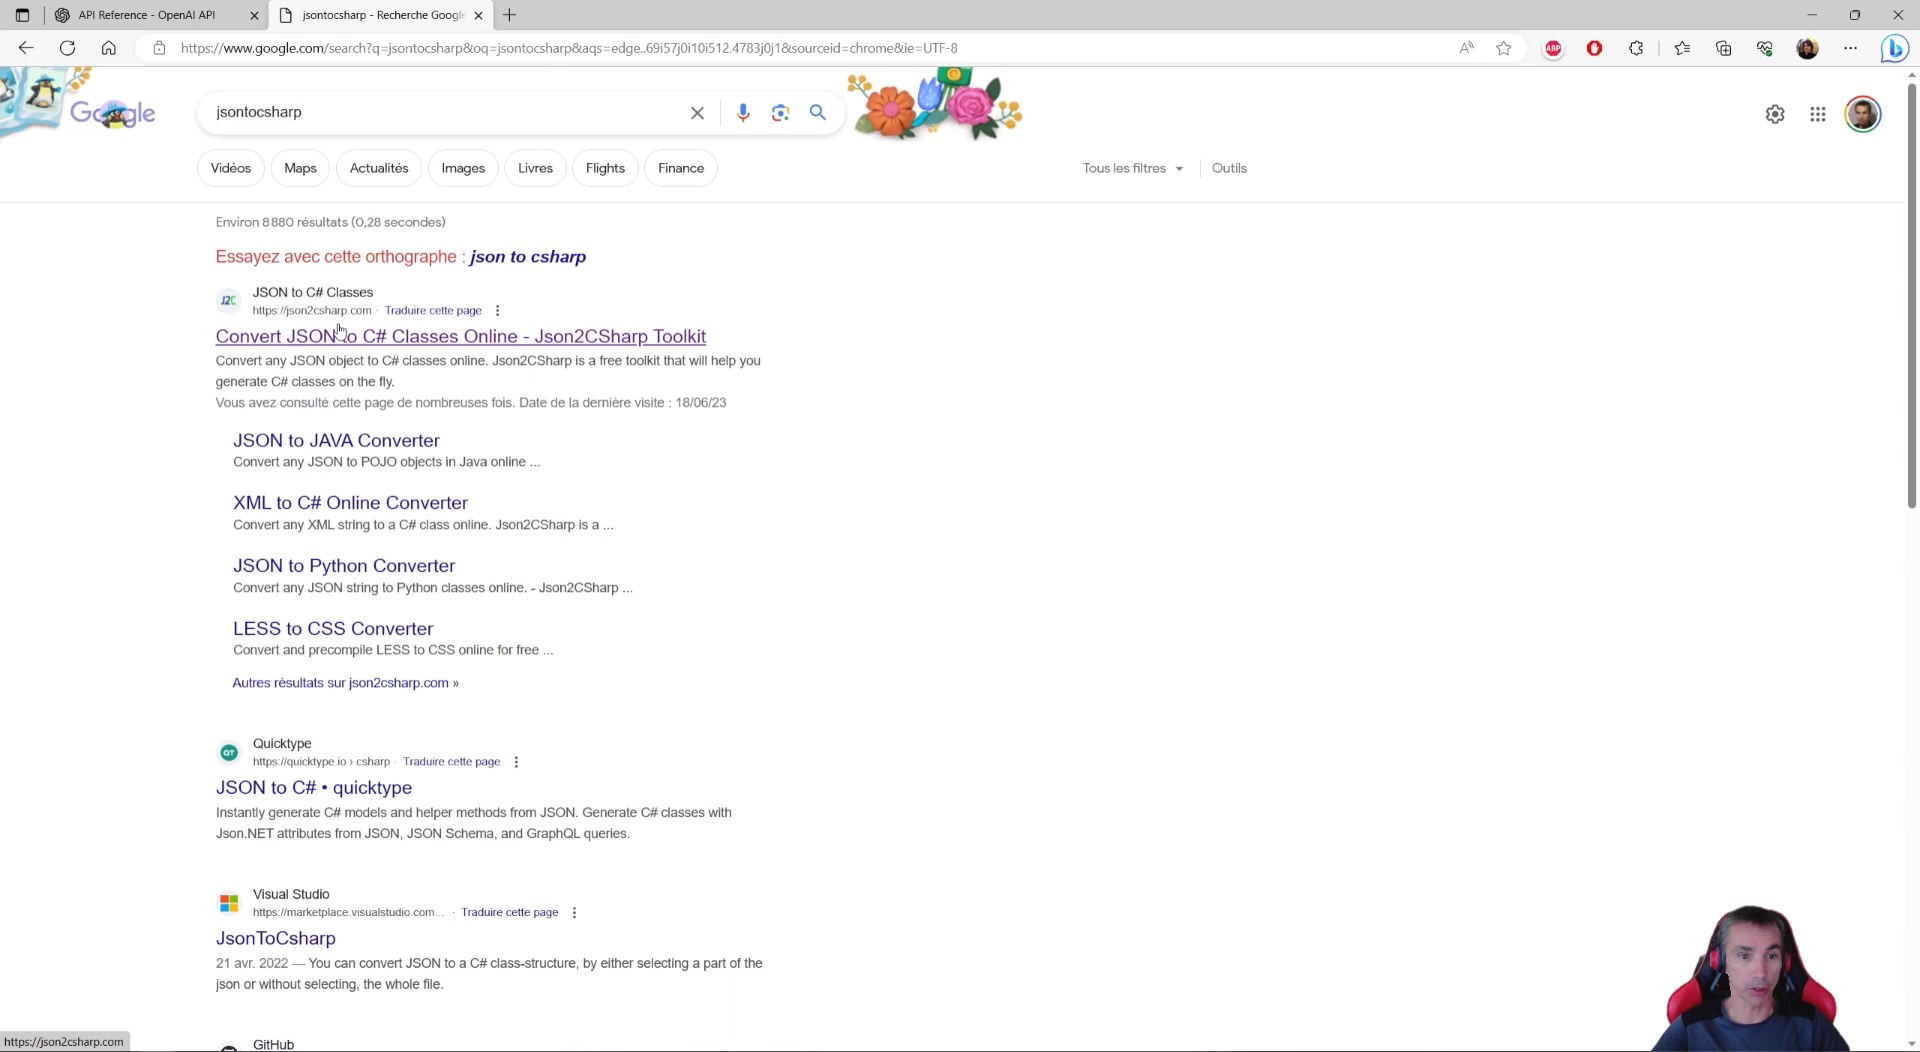 API Reference - OpenAI API
jsontocsharp - Recherche Google
https://www.google.com/search?q=jsontocsharp&oq=jsontocsharp&aqs=edge..69i57j0i10i512.4783j0j1&sourceid=chrome&ie=UTF-8
ABP
Google
jsontocsharp
Vidéos
Maps
Actualités
Images
Livres
Flights
Finance
Tous les filtres
Outils
Environ 8 880 résultats (0,28 secondes)
Essayez avec cette orthographe : json to csharp
J2C
JSON to C# Classes
https://json2csharp.com · Traduire cette page
Convert JSON to C# Classes Online - Json2CSharp Toolkit
Convert any JSON object to C# classes online. Json2CSharp is a free toolkit that will help you
generate C# classes on the fly.
Vous avez consulté cette page de nombreuses fois. Date de la dernière visite : 18/06/23
JSON to JAVA Converter
Convert any JSON to POJO objects in Java online ...
XML to C# Online Converter
Convert any XML string to a C# class online. Json2CSharp is a ...
JSON to Python Converter
Convert any JSON string to Python classes online. - Json2CSharp ...
LESS to CSS Converter
Convert and precompile LESS to CSS online for free ...
Autres résultats sur json2csharp.com »
QT
Quicktype
https://quicktype.io › csharp · Traduire cette page
JSON to C# • quicktype
Instantly generate C# models and helper methods from JSON. Generate C# classes with
Json.NET attributes from JSON, JSON Schema, and GraphQL queries.
Visual Studio
https://marketplace.visualstudio.com... · Traduire cette page
JsonToCsharp
21 avr. 2022 — You can convert JSON to a C# class-structure, by either selecting a part of the
json or without selecting, the whole file.
GitHub
https://json2csharp.com